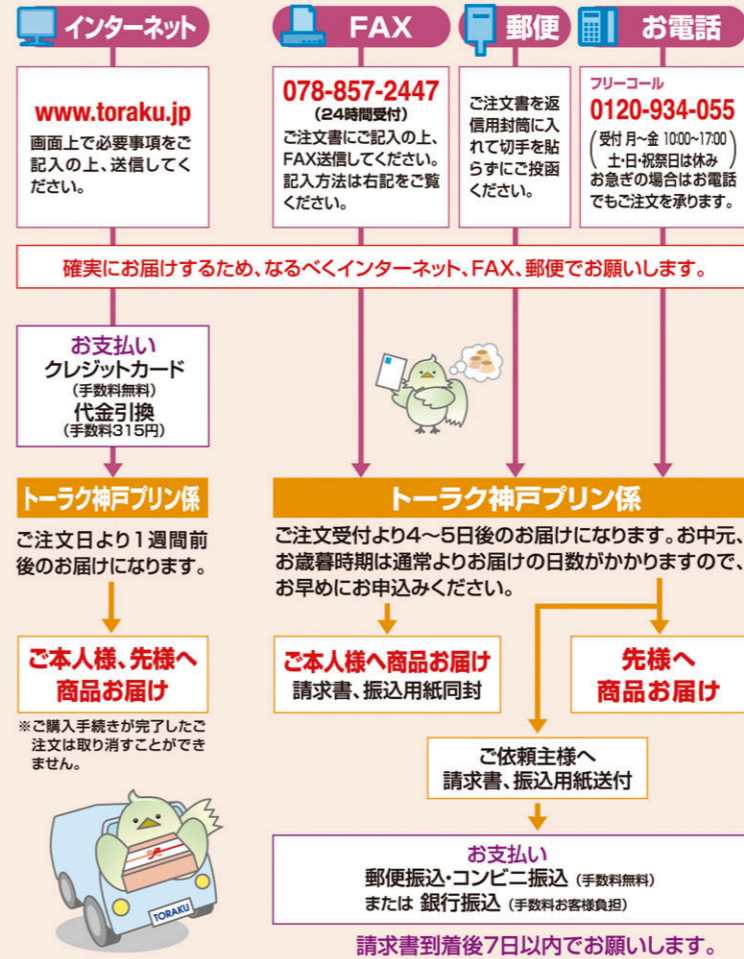 インターネット
FAX
郵便
お電話
www.toraku.jp
画面上で必要事項をご
記入の上、送信してく
ださい。
078-857-2447
(24時間受付)
ご注文書にご記入の上、
FAX送信してください。
記入方法は右記をご覧
ください。
ご注文書を返
信用封筒に入
れて切手を貼
らずにご投函
ください。
フリーコール
0120-934-055
(受付 月~金 10:00~17:00
土・日・祝祭日は休み)
お急ぎの場合はお電話
でもご注文を承ります。
確実にお届けするため、なるべくインターネット、FAX、郵便でお願いします。
お支払い
クレジットカード
(手数料無料)
代金引換
(手数料315円)
トーラク神戸プリン係
ご注文日より1週間前
後のお届けになります。
ご本人様、先様へ
商品お届け
※ご購入手続きが完了したご
注文は取り消すことができ
ません。
TORAKU
トーラク神戸プリン係
ご注文受付より4~5日後のお届けになります。お中元、
お歳暮時期は通常よりお届けの日数がかかりますので、
お早めにお申込みください。
ご本人様へ商品お届け
請求書、振込用紙同封
先様へ
商品お届け
ご依頼主様へ
請求書、振込用紙送付
お支払い
郵便振込・コンビニ振込 (手数料無料)
または 銀行振込 (手数料お客様負担)
請求書到着後7日以内でお願いします。